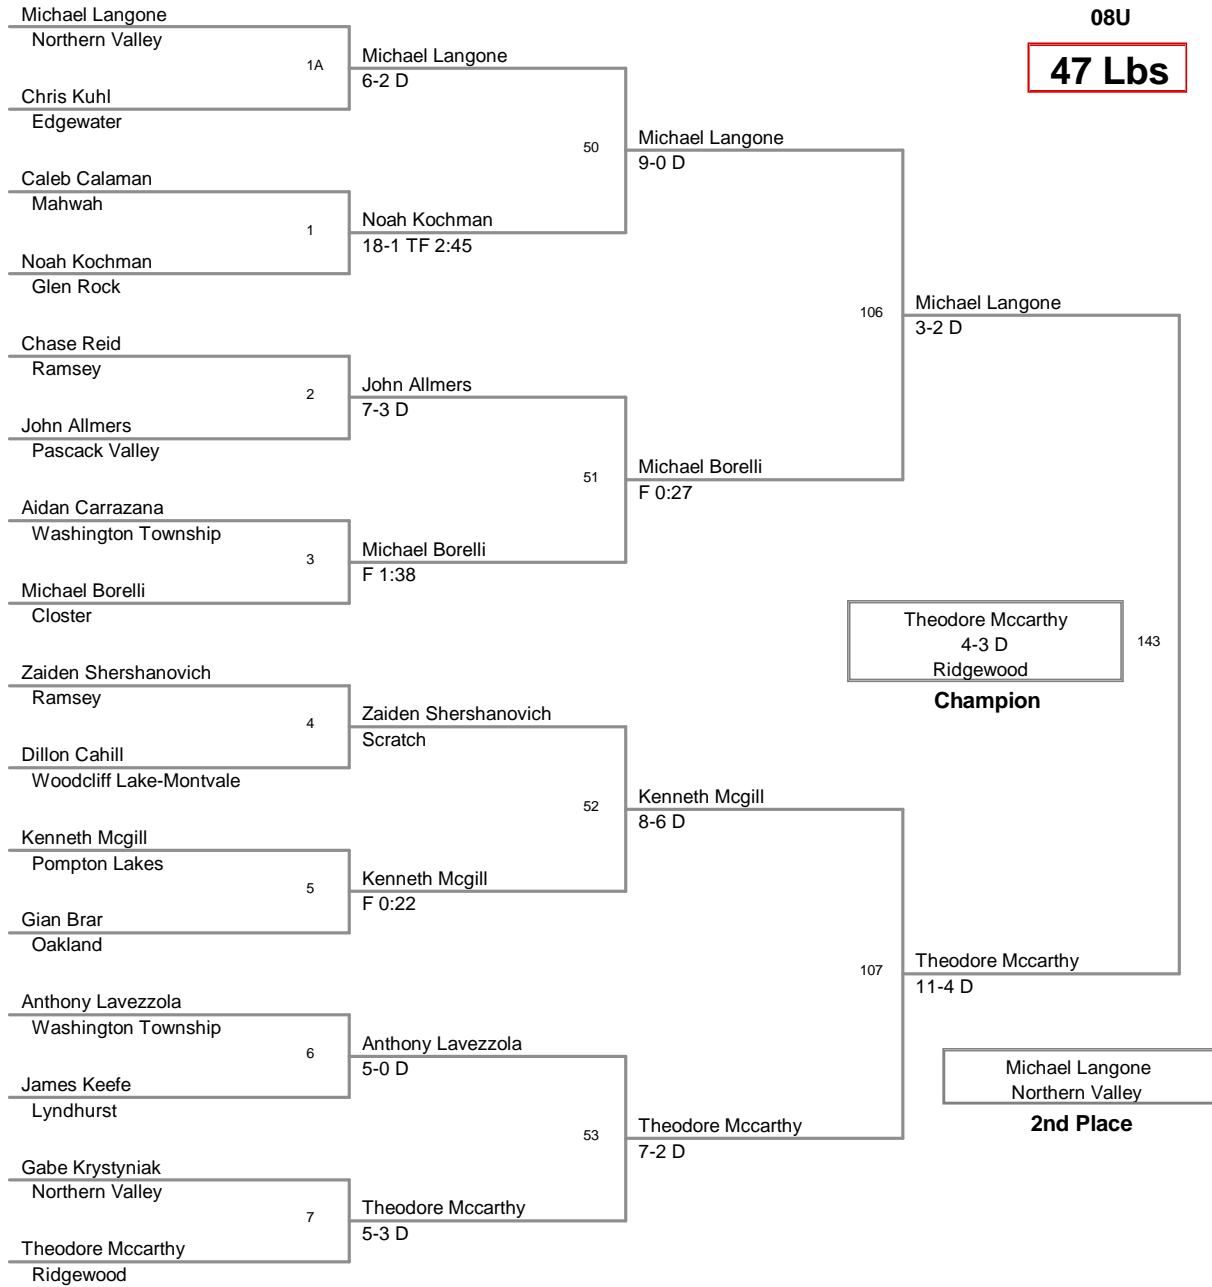 08U
47 Lbs
Michael Langone
Northern Valley
1A
Chris Kuhl
Edgewater
Caleb Calaman
Mahwah
1
Noah Kochman
Glen Rock
Chase Reid
Ramsey
2
John Allmers
Pascack Valley
Aidan Carrazana
Washington Township
3
Michael Borelli
Closter
Zaiden Shershanovich
Ramsey
4
Dillon Cahill
Woodcliff Lake-Montvale
Kenneth Mcgill
Pompton Lakes
5
Gian Brar
Oakland
Anthony Lavezzola
Washington Township
6
James Keefe
Lyndhurst
Gabe Krystyniak
Northern Valley
7
Theodore Mccarthy
Ridgewood
Michael Langone
6-2 D
50
Noah Kochman
18-1 TF 2:45
John Allmers
7-3 D
51
Michael Borelli
F 1:38
Zaiden Shershanovich
Scratch
52
Kenneth Mcgill
F 0:22
Anthony Lavezzola
5-0 D
53
Theodore Mccarthy
5-3 D
Michael Langone
9-0 D
106
Michael Borelli
F 0:27
Kenneth Mcgill
8-6 D
107
Theodore Mccarthy
7-2 D
Michael Langone
3-2 D
Theodore Mccarthy
11-4 D
143
Theodore Mccarthy
4-3 D
Ridgewood
Champion
Michael Langone
Northern Valley
2nd Place